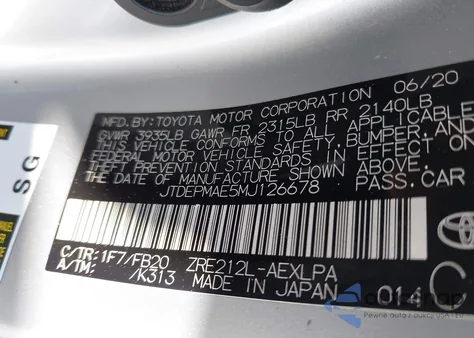 MFD. BY: TOYOTA MOTOR CORPORATION 06/20
GVWR 3935LB GAWR FR 2315LB RR 2140LB
THIS VEHICLE CONFORMS TO ALL APPLICABLE
FEDERAL MOTOR VEHICLE SAFETY, BUMPER, AND
THEFT PREVENTION STANDARDS IN EFFECT ON
THE DATE OF MANUFACTURE SHOWN ABOVE.
JTDEPMAE5MJ126678 PASS.CAR
C/TR: 1F7/FB20 ZRE212L-AEXLPA
A/TM: /K313 MADE IN JAPAN 014
C
SG